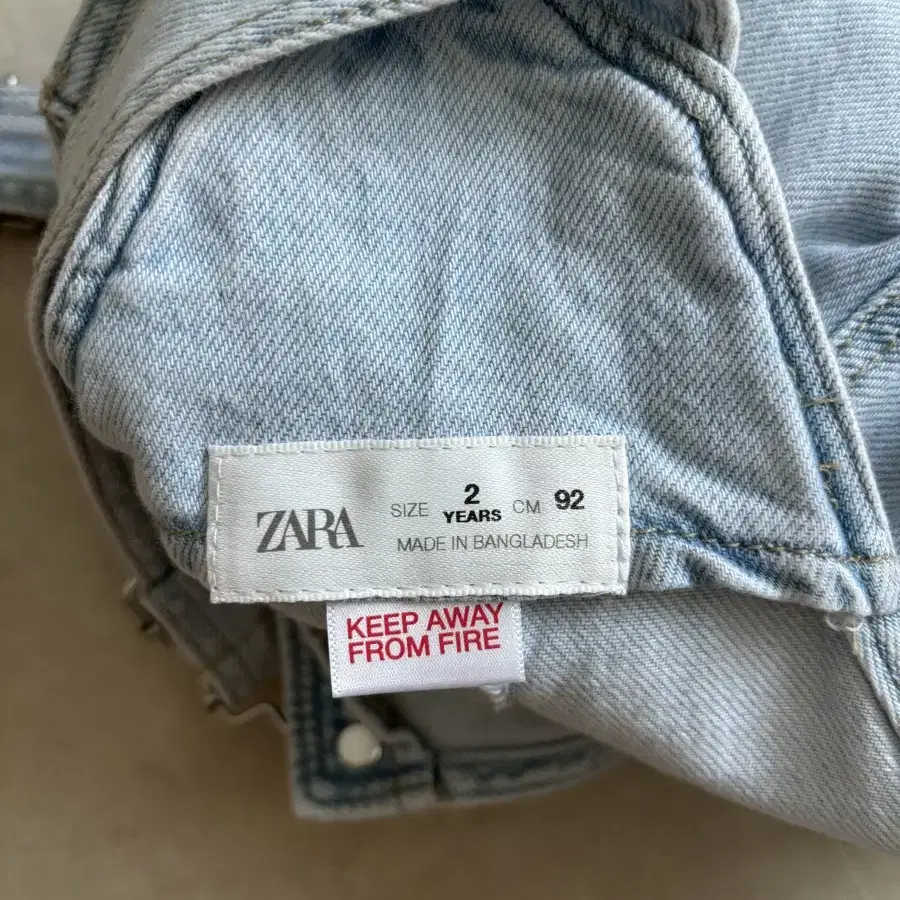 ZARA
SIZE 2 YEARS CM 92
MADE IN BANGLADESH
KEEP AWAY
FROM FIRE